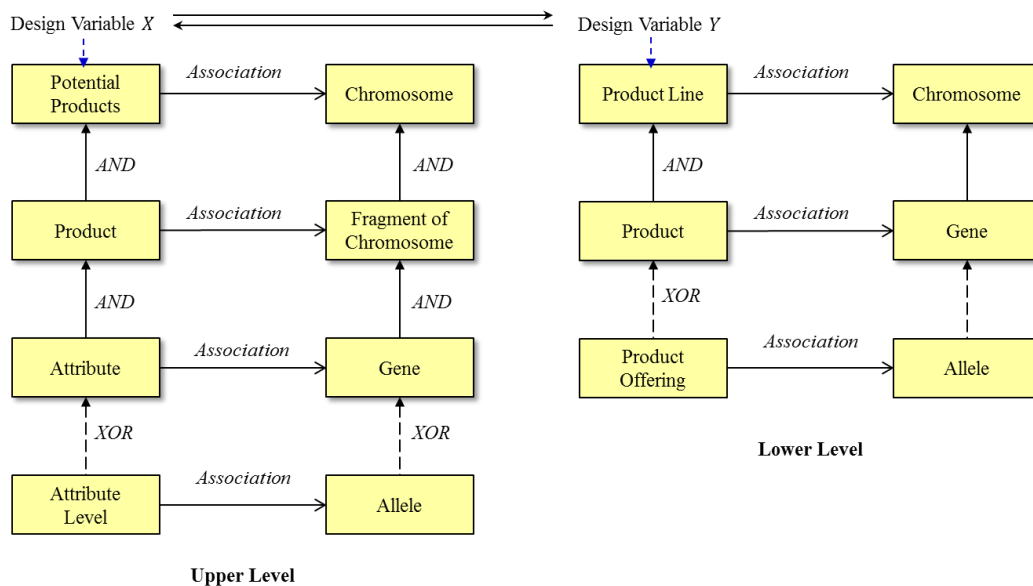 Design Variable X
Design Variable Y
Potential
Products
Association
Chromosome
Product Line
Association
Chromosome
AND
AND
AND
Product
Association
Fragment of
Chromosome
Product
Association
Gene
AND
AND
XOR
Attribute
Association
Gene
Product
Offering
Association
Allele
XOR
XOR
Lower Level
Attribute
Level
Association
Allele
Upper Level